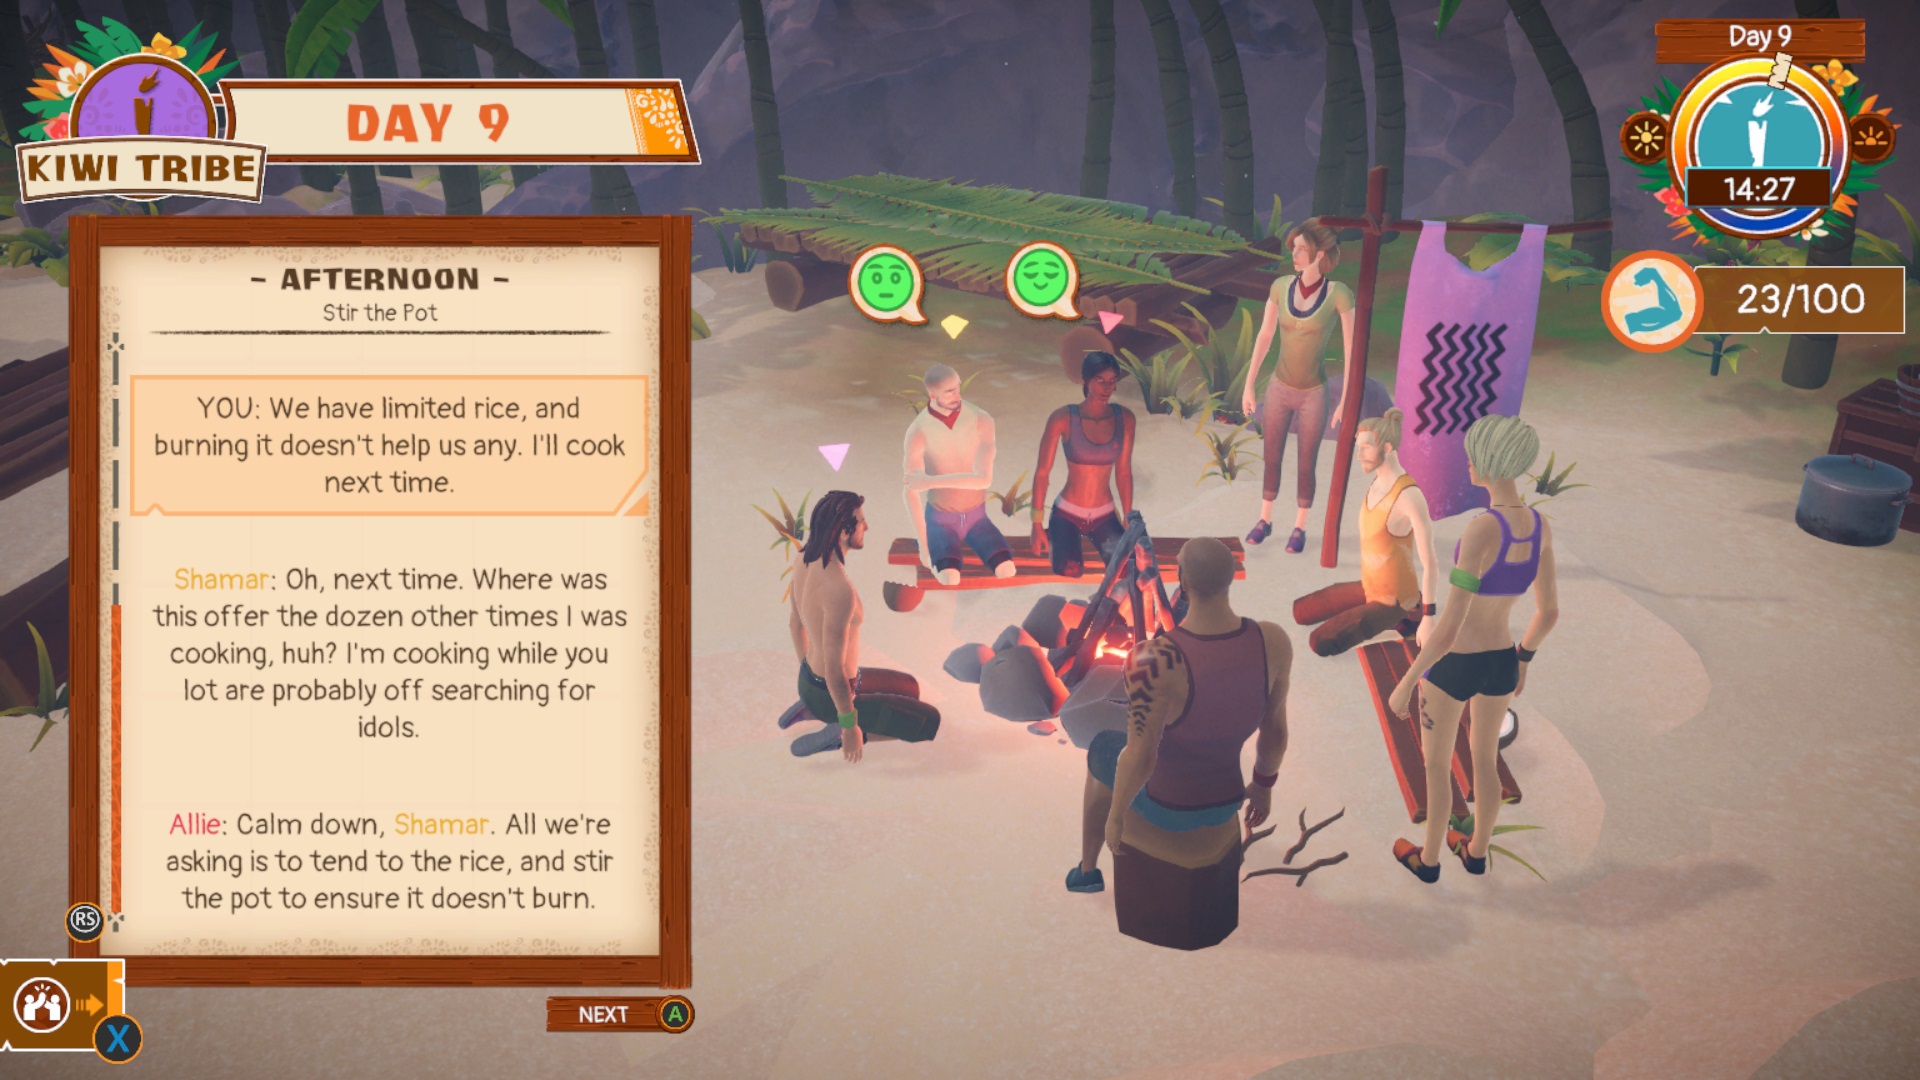 KIWI TRIBE
DAY 9
Day 9
14:27
23/100
- AFTERNOON -
Stir the Pot
YOU: We have limited rice, and
burning it doesn't help us any. I'll cook
next time.
Shamar: Oh, next time. Where was
this offer the dozen other times I was
cooking, huh? I'm cooking while you
lot are probably off searching for
idols.
Allie: Calm down, Shamar. All we're
asking is to tend to the rice, and stir
the pot to ensure it doesn't burn.
RS
X
NEXT A